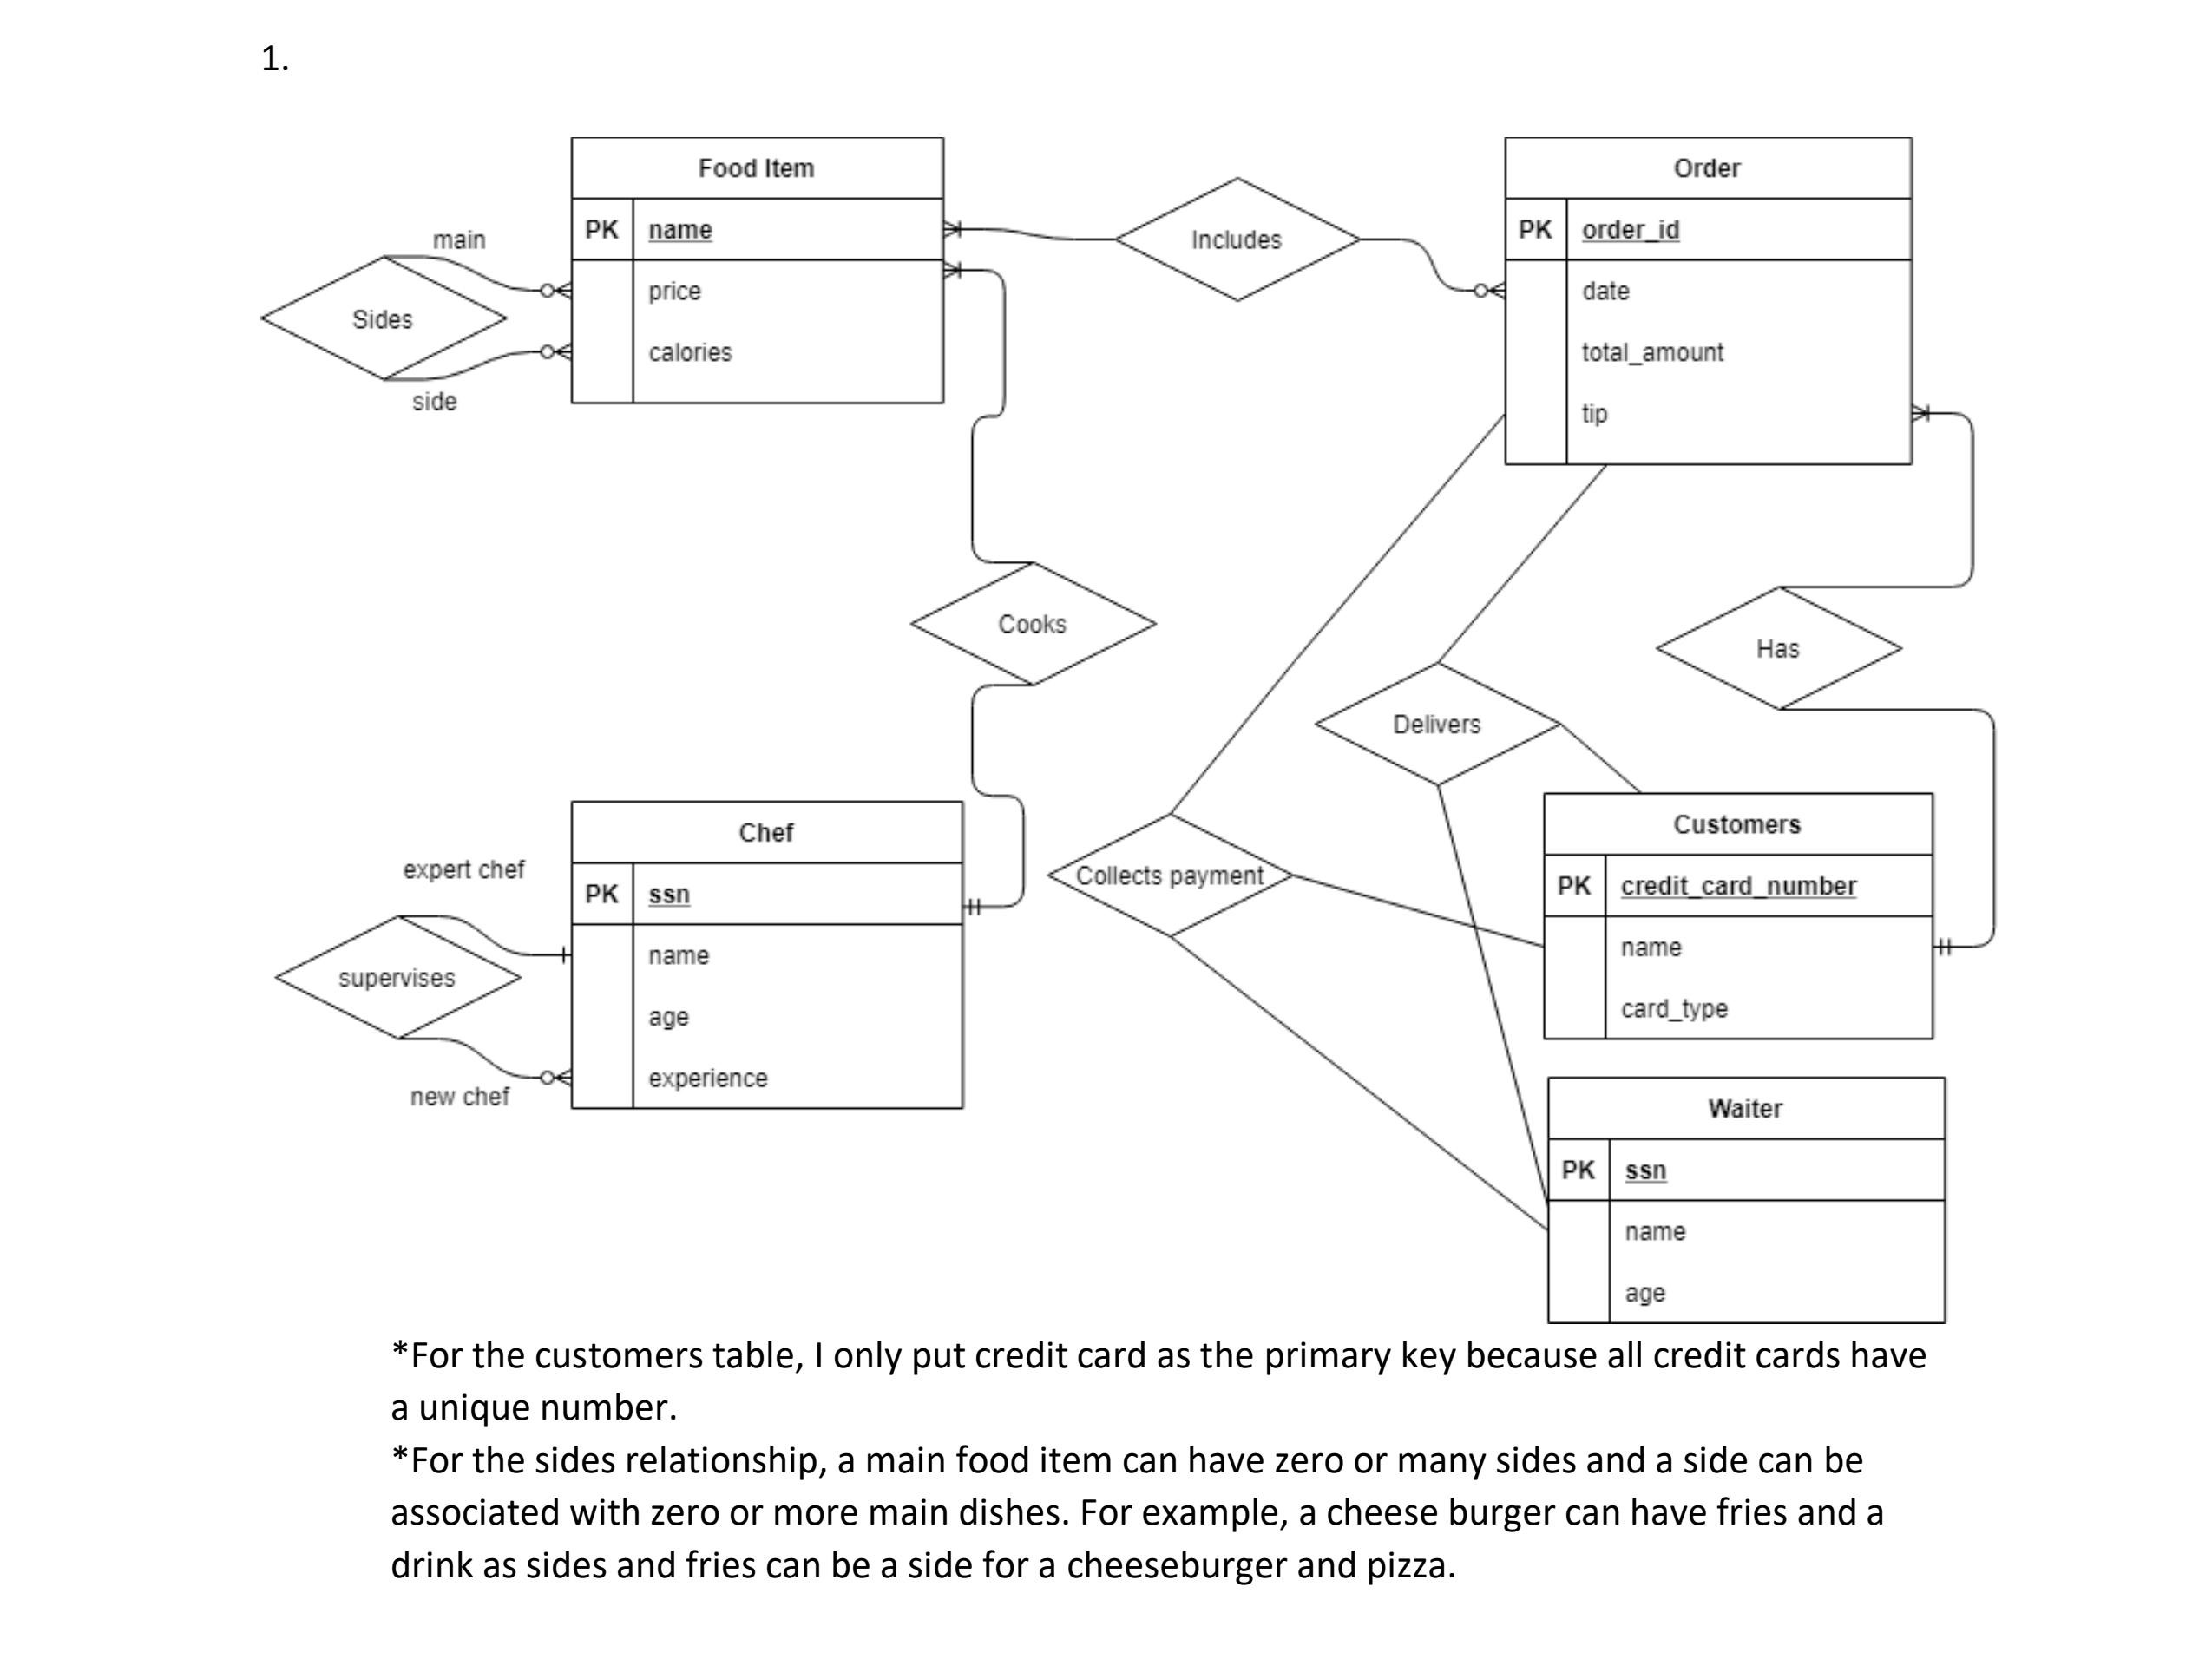 1.
Food Item
PK name
price
calories
main
Sides
side
Includes
Order
PK order_id
date
total_amount
tip
Cooks
Has
Delivers
Collects payment
Chef
PK ssn
name
age
experience
expert chef
supervises
new chef
Customers
PK credit_card_number
name
card_type
Waiter
PK ssn
name
age
*For the customers table, I only put credit card as the primary key because all credit cards have
a unique number.
*For the sides relationship, a main food item can have zero or many sides and a side can be
associated with zero or more main dishes. For example, a cheese burger can have fries and a
drink as sides and fries can be a side for a cheeseburger and pizza.